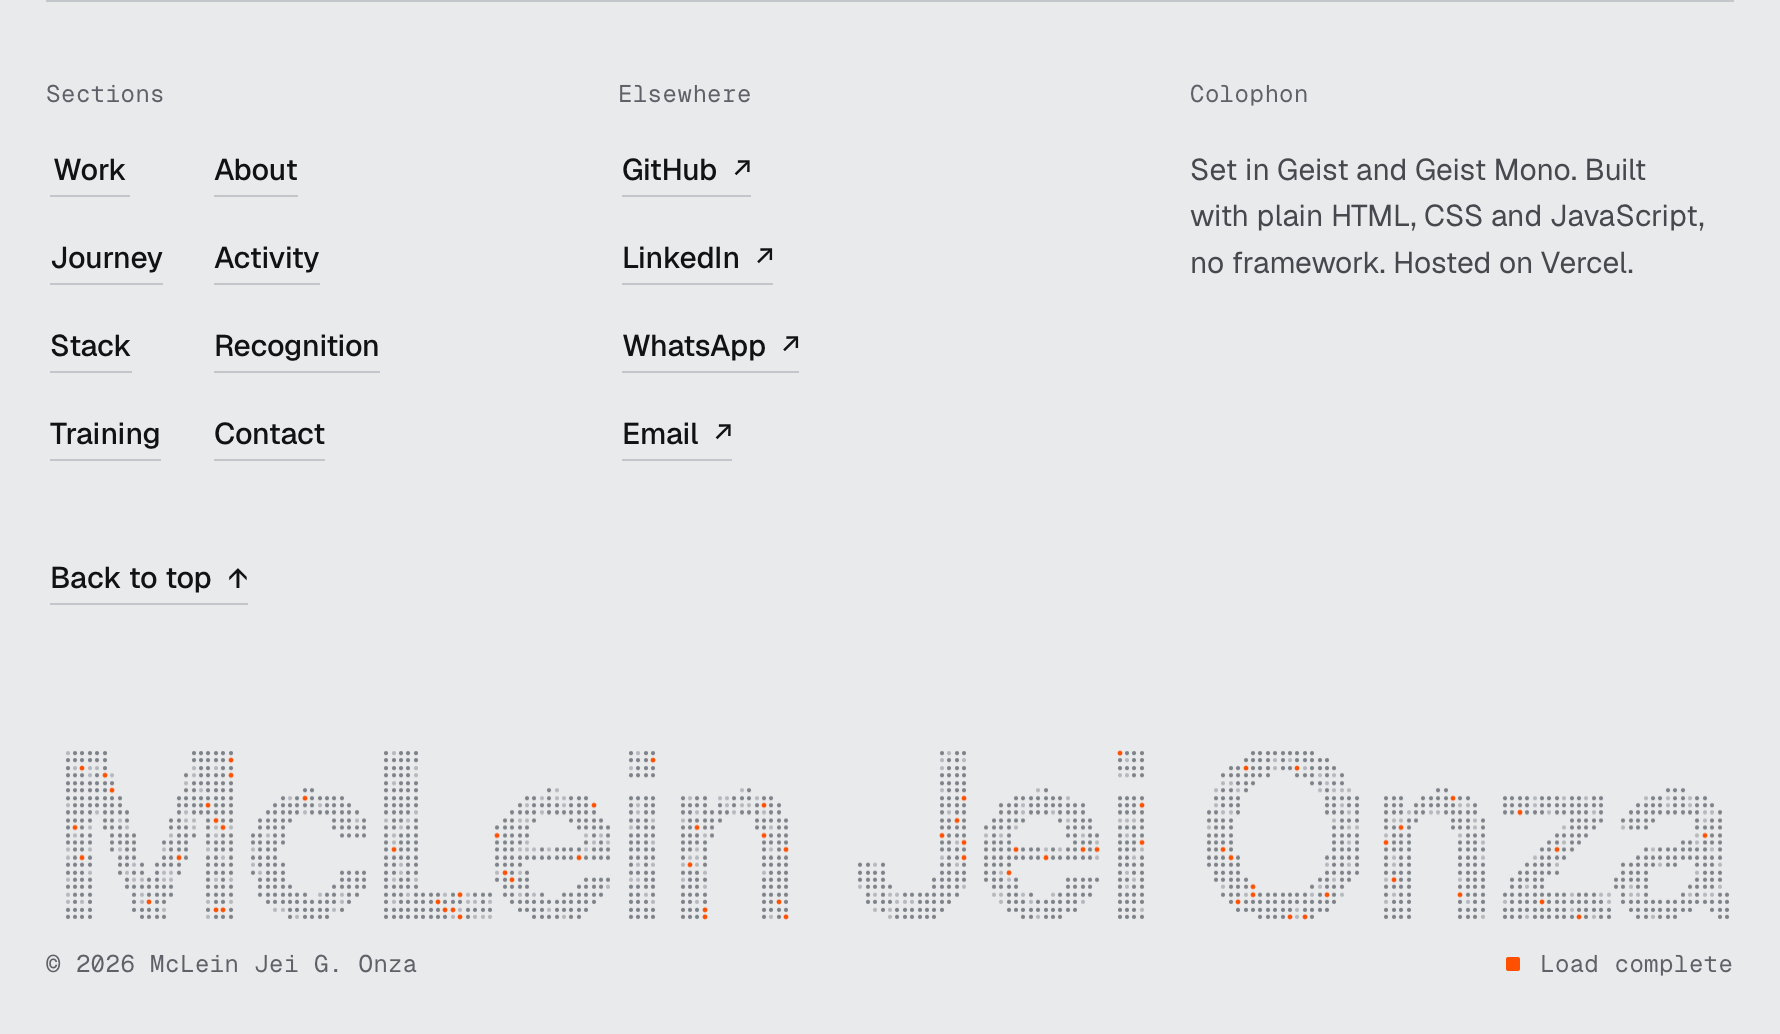 Sections
Work
About
Journey
Activity
Stack
Recognition
Training
Contact
Back to top ↑
Elsewhere
GitHub ↗
LinkedIn ↗
WhatsApp ↗
Email ↗
Colophon
Set in Geist and Geist Mono. Built
with plain HTML, CSS and JavaScript,
no framework. Hosted on Vercel.
McLein Jei Onza
© 2026 McLein Jei G. Onza
Load complete